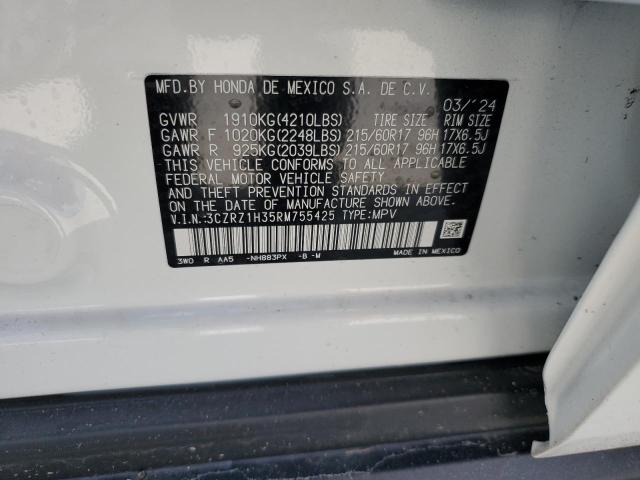 MFD.BY HONDA DE MEXICO S.A. DE C.V.
03/'24
GVWR 1910KG(4210LBS) TIRE SIZE RIM SIZE
GAWR F 1020KG(2248LBS) 215/60R17 96H 17X6.5J
GAWR R 925KG(2039LBS) 215/60R17 96H 17X6.5J
THIS VEHICLE CONFORMS TO ALL APPLICABLE
FEDERAL MOTOR VEHICLE SAFETY
AND THEFT PREVENTION STANDARDS IN EFFECT
ON THE DATE OF MANUFACTURE SHOWN ABOVE.
V.I.N.:3CZRZ1H35RM755425 TYPE:MPV
3W0 R AA5 -NH883PX -B -M MADE IN MEXICO